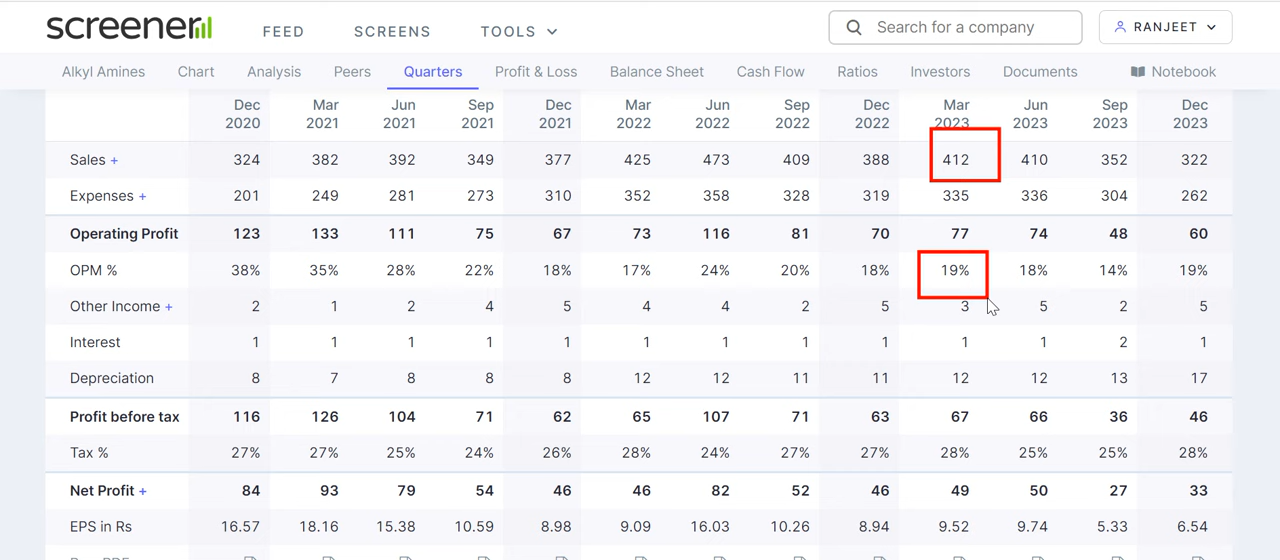 screener
FEED SCREENS TOOLS Search for a company RANJEET
Alkyl Amines Chart Analysis Peers Quarters Profit & Loss Balance Sheet Cash Flow Ratios Investors Documents Notebook
Dec 2020 Mar 2021 Jun 2021 Sep 2021 Dec 2021 Mar 2022 Jun 2022 Sep 2022 Dec 2022 Mar 2023 Jun 2023 Sep 2023 Dec 2023
Sales + 324 382 392 349 377 425 473 409 388 412 410 352 322
Expenses + 201 249 281 273 310 352 358 328 319 335 336 304 262
Operating Profit 123 133 111 75 67 73 116 81 70 77 74 48 60
OPM % 38% 35% 28% 22% 18% 17% 24% 20% 18% 19% 18% 14% 19%
Other Income + 2 1 2 4 5 4 4 2 5 3 5 2 5
Interest 1 1 1 1 1 1 1 1 1 1 1 2 1
Depreciation 8 7 8 8 8 12 12 11 11 12 12 13 17
Profit before tax 116 126 104 71 62 65 107 71 63 67 66 36 46
Tax % 27% 27% 25% 24% 26% 28% 24% 27% 27% 28% 25% 25% 28%
Net Profit + 84 93 79 54 46 46 82 52 46 49 50 27 33
EPS in Rs 16.57 18.16 15.38 10.59 8.98 9.09 16.03 10.26 8.94 9.52 9.74 5.33 6.54